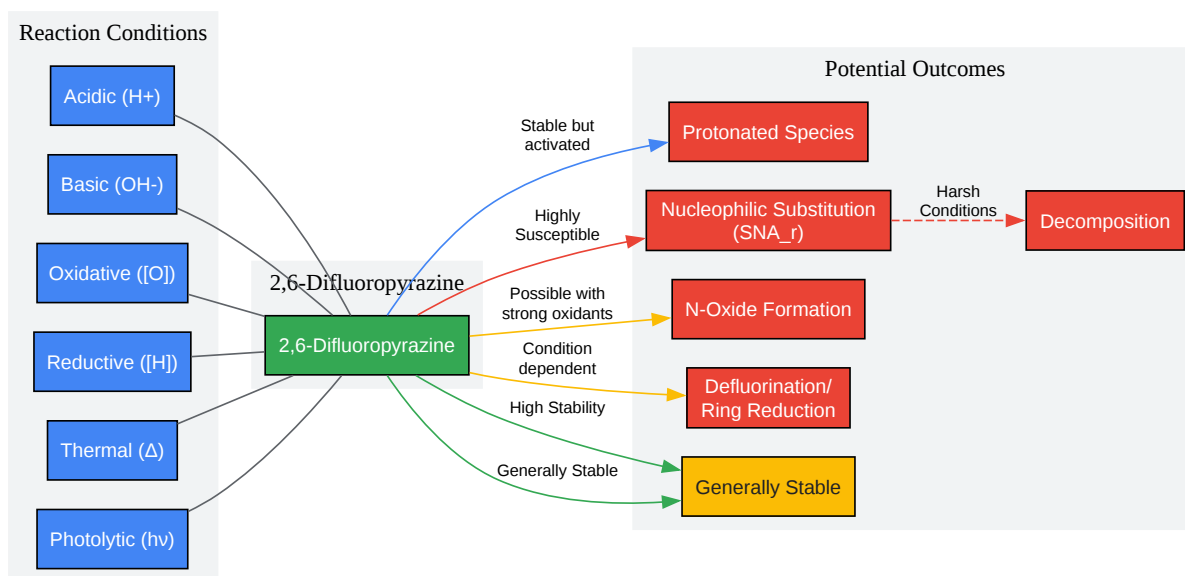 Reaction Conditions
Acidic (H+)
Basic (OH-)
Oxidative ([O])
Reductive ([H])
Thermal (Δ)
Photolytic (hν)
2,6-Difluoropyrazine
2,6-Difluoropyrazine
Stable but
activated
Highly
Susceptible
Possible with
strong oxidants
Condition
dependent
High Stability
Generally Stable
Potential Outcomes
Protonated Species
Nucleophilic Substitution
(SNA_r)
Harsh
Conditions
Decomposition
N-Oxide Formation
Defluorination/
Ring Reduction
Generally Stable